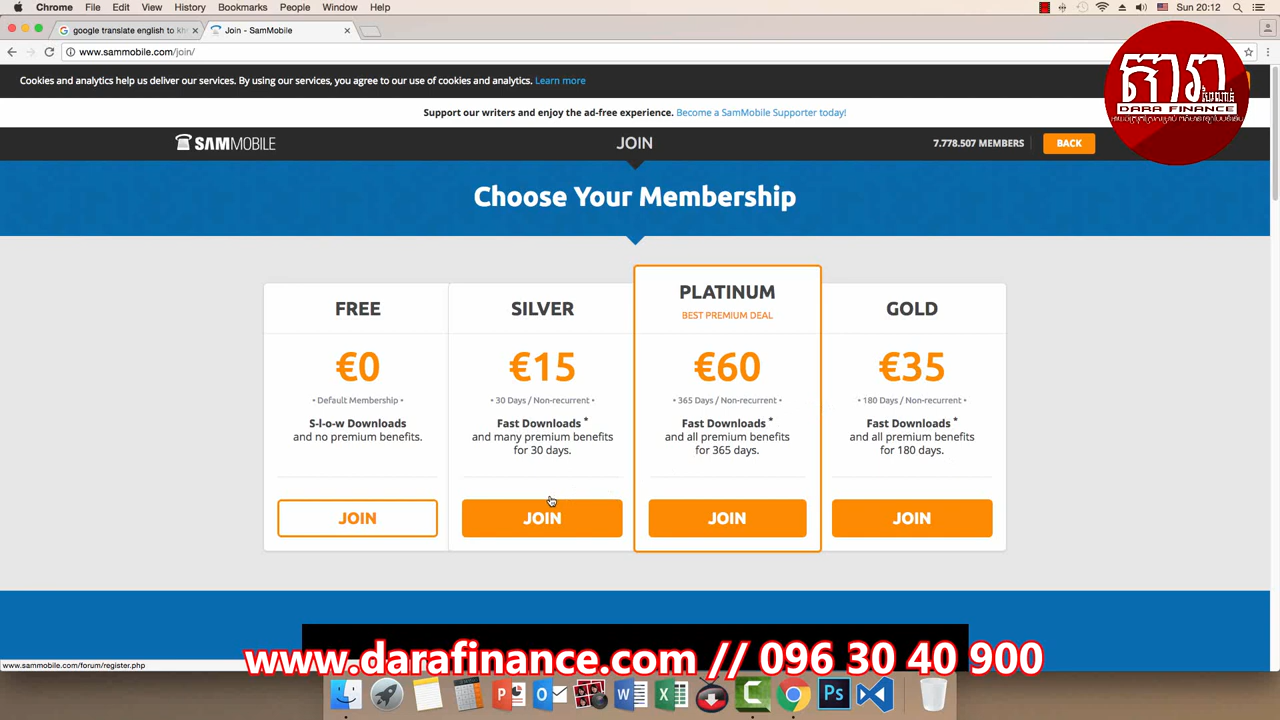 Chrome File Edit View History Bookmarks People Window Help Sun 20:12
google translate english to kh
Join - SamMobile
www.sammobile.com/join/
Cookies and analytics help us deliver our services. By using our services, you agree to our use of cookies and analytics. Learn more
តារា
DARA FINANCE
Support our writers and enjoy the ad-free experience. Become a SamMobile Supporter today!
SAMMOBILE JOIN 7.778.507 MEMBERS BACK
Choose Your Membership
FREE
€0
• Default Membership •
S-l-o-w Downloads
and no premium benefits.
JOIN
SILVER
€15
• 30 Days / Non-recurrent •
Fast Downloads *
and many premium benefits
for 30 days.
JOIN
PLATINUM
BEST PREMIUM DEAL
€60
• 365 Days / Non-recurrent •
Fast Downloads *
and all premium benefits
for 365 days.
JOIN
GOLD
€35
• 180 Days / Non-recurrent •
Fast Downloads *
and all premium benefits
for 180 days.
JOIN
www.darafinance.com // 096 30 40 900
www.sammobile.com/forum/register.php